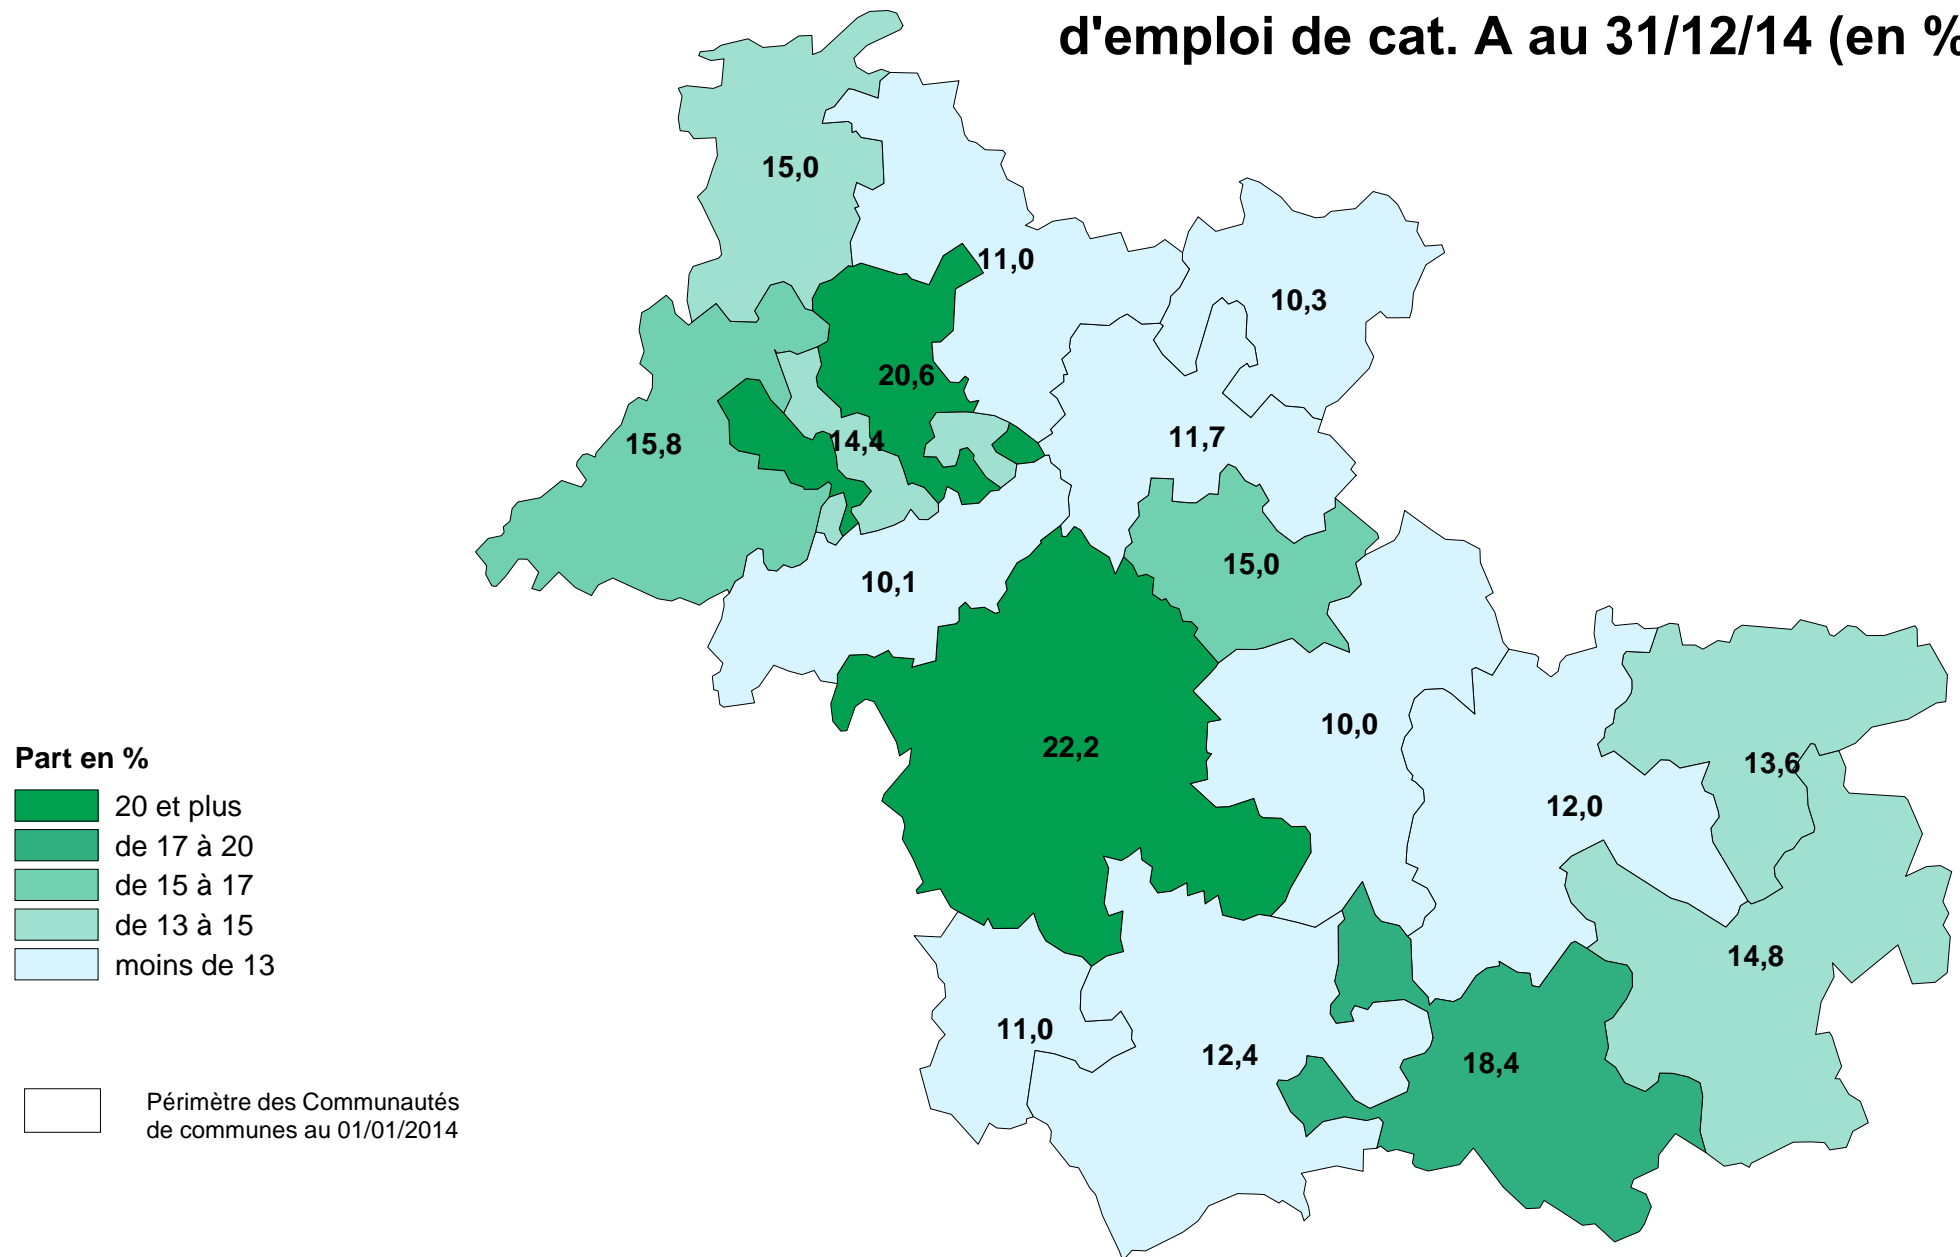 d'emploi de cat. A au 31/12/14 (en %
15,0
11,0
10,3
20,6
15,8
14,4
11,7
15,0
10,1
22,2
10,0
13,6
12,0
14,8
11,0
12,4
18,4
Part en %
20 et plus
de 17 à 20
de 15 à 17
de 13 à 15
moins de 13
Périmètre des Communautés
de communes au 01/01/2014